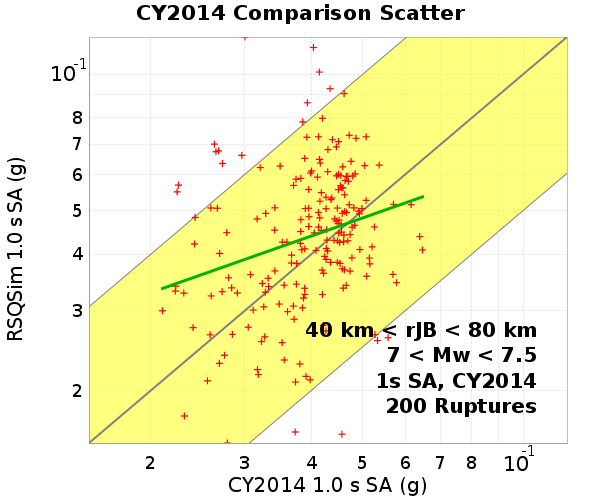 CY2014 Comparison Scatter
RSQSim 1.0 s SA (g)
10-1
8
7
6
5
4
3
2
40 km < rJB < 80 km
7 < Mw < 7.5
1s SA, CY2014
200 Ruptures
2 3 4 5 6 7 8 10-1
CY2014 1.0 s SA (g)